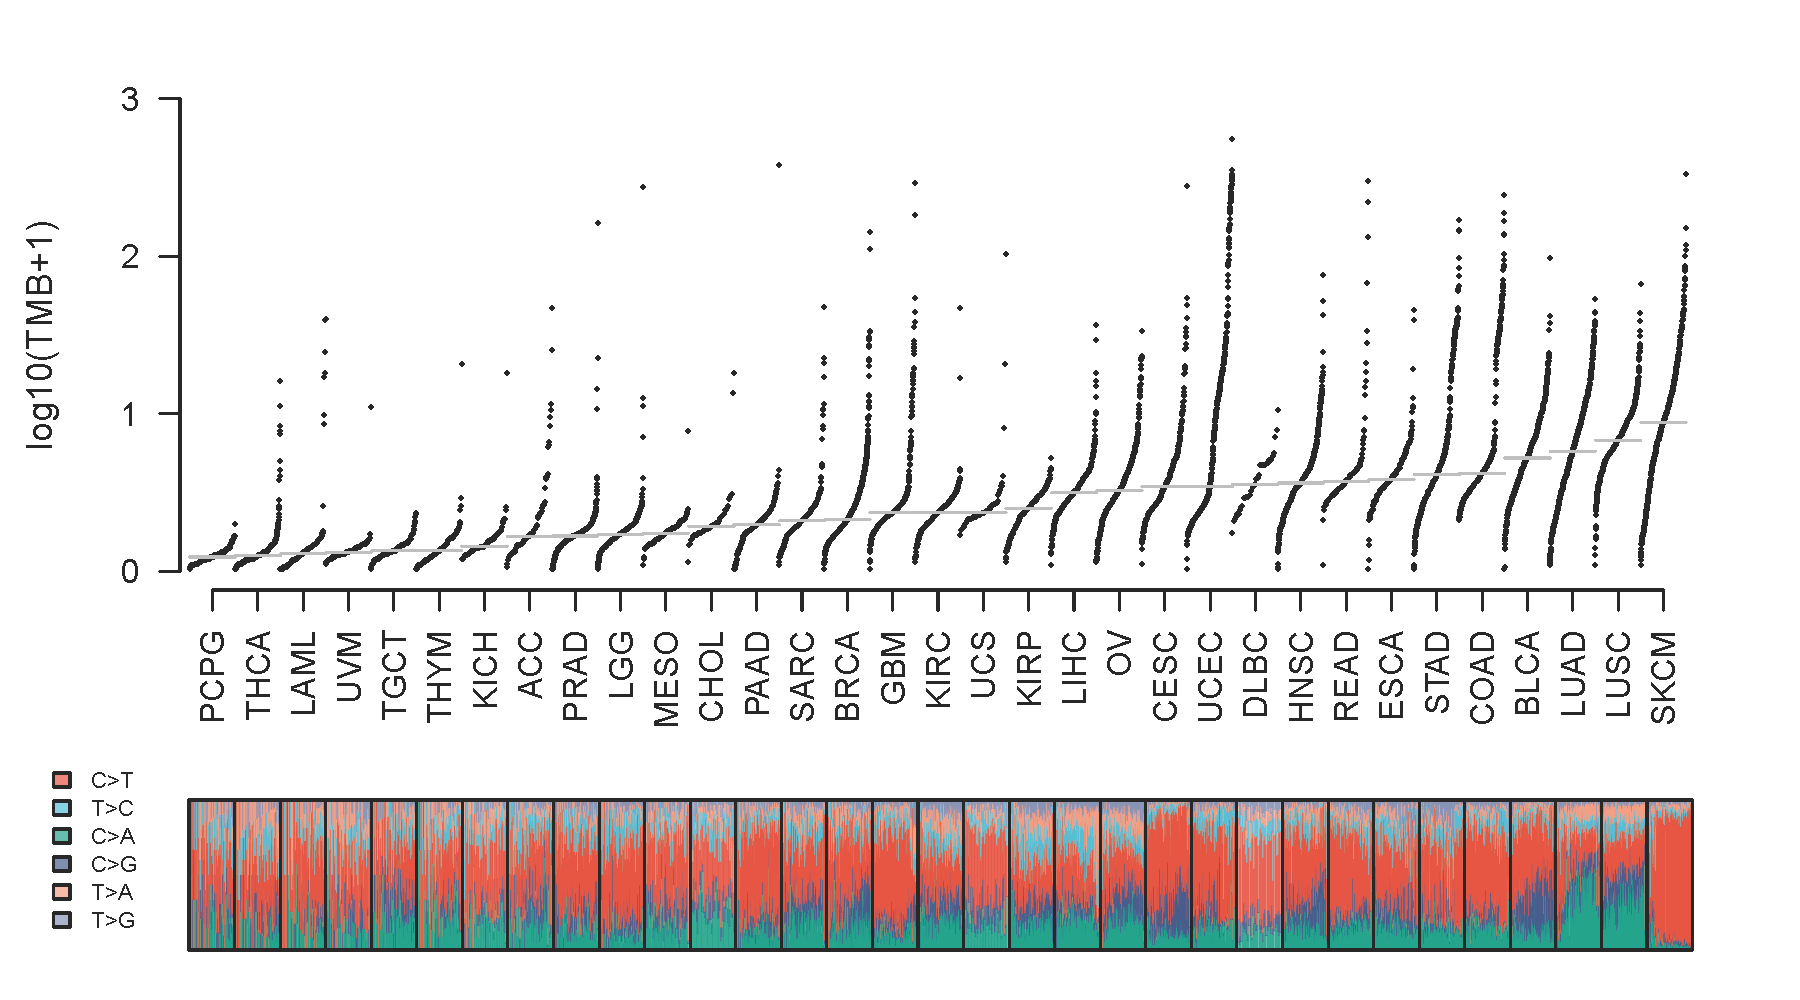 3
2
1
0
log10(TMB+1)
PCPG
THCA
LAML
UVM
TGCT
THYM
KICH
ACC
PRAD
LGG
MESO
CHOL
PAAD
SARC
BRCA
GBM
KIRC
UCS
KIRP
LIHC
OV
CESC
UCEC
DLBC
HNSC
READ
ESCA
STAD
COAD
BLCA
LUAD
LUSC
SKCM
C>T
T>C
C>A
C>G
T>A
T>G